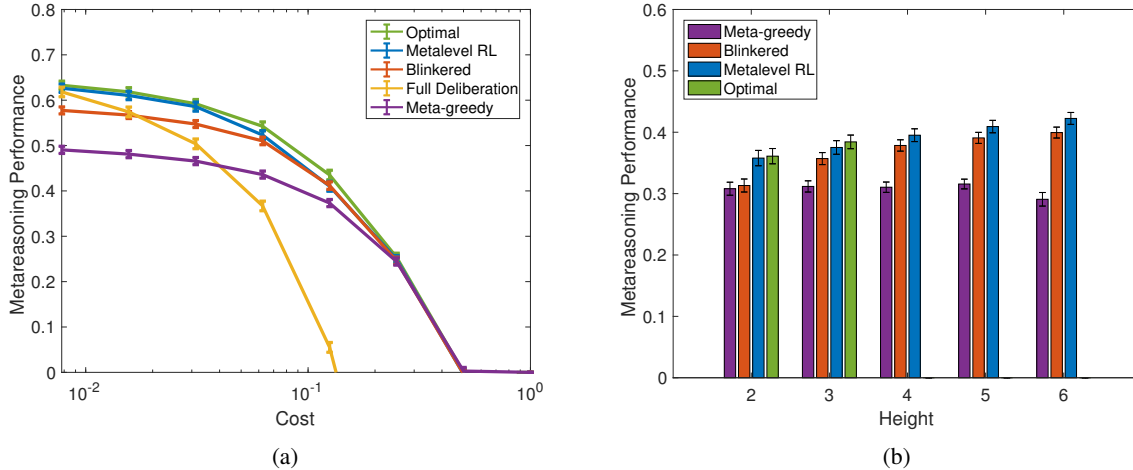 0.8
0.7
0.6
0.5
0.4
0.3
0.2
0.1
0
Metareasoning Performance
Optimal
Metalevel RL
Blinkered
Full Deliberation
Meta-greedy
10-2 10-1 100
Cost
(a)
0.6
0.5
0.4
0.3
0.2
0.1
0
Metareasoning Performance
Meta-greedy
Blinkered
Metalevel RL
Optimal
2 3 4 5 6
Height
(b)